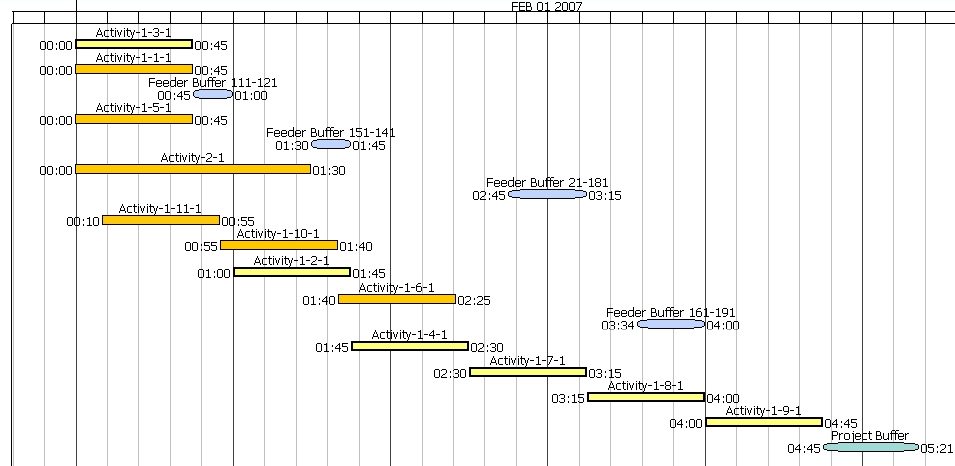 FEB 01 2007
Activity-1-3-1
00:00 00:45
Activity-1-1-1
00:00 00:45
Feeder Buffer 111-121
00:45 01:00
Activity-1-5-1
00:00 00:45
Feeder Buffer 151-141
01:30 01:45
Activity-2-1
00:00 01:30
Feeder Buffer 21-181
02:45 03:15
Activity-1-11-1
00:10 00:55
Activity-1-10-1
00:55 01:40
Activity-1-2-1
01:00 01:45
Activity-1-6-1
01:40 02:25
Feeder Buffer 161-191
03:34 04:00
Activity-1-4-1
01:45 02:30
Activity-1-7-1
02:30 03:15
Activity-1-8-1
03:15 04:00
Activity-1-9-1
04:00 04:45
Project Buffer
04:45 05:21